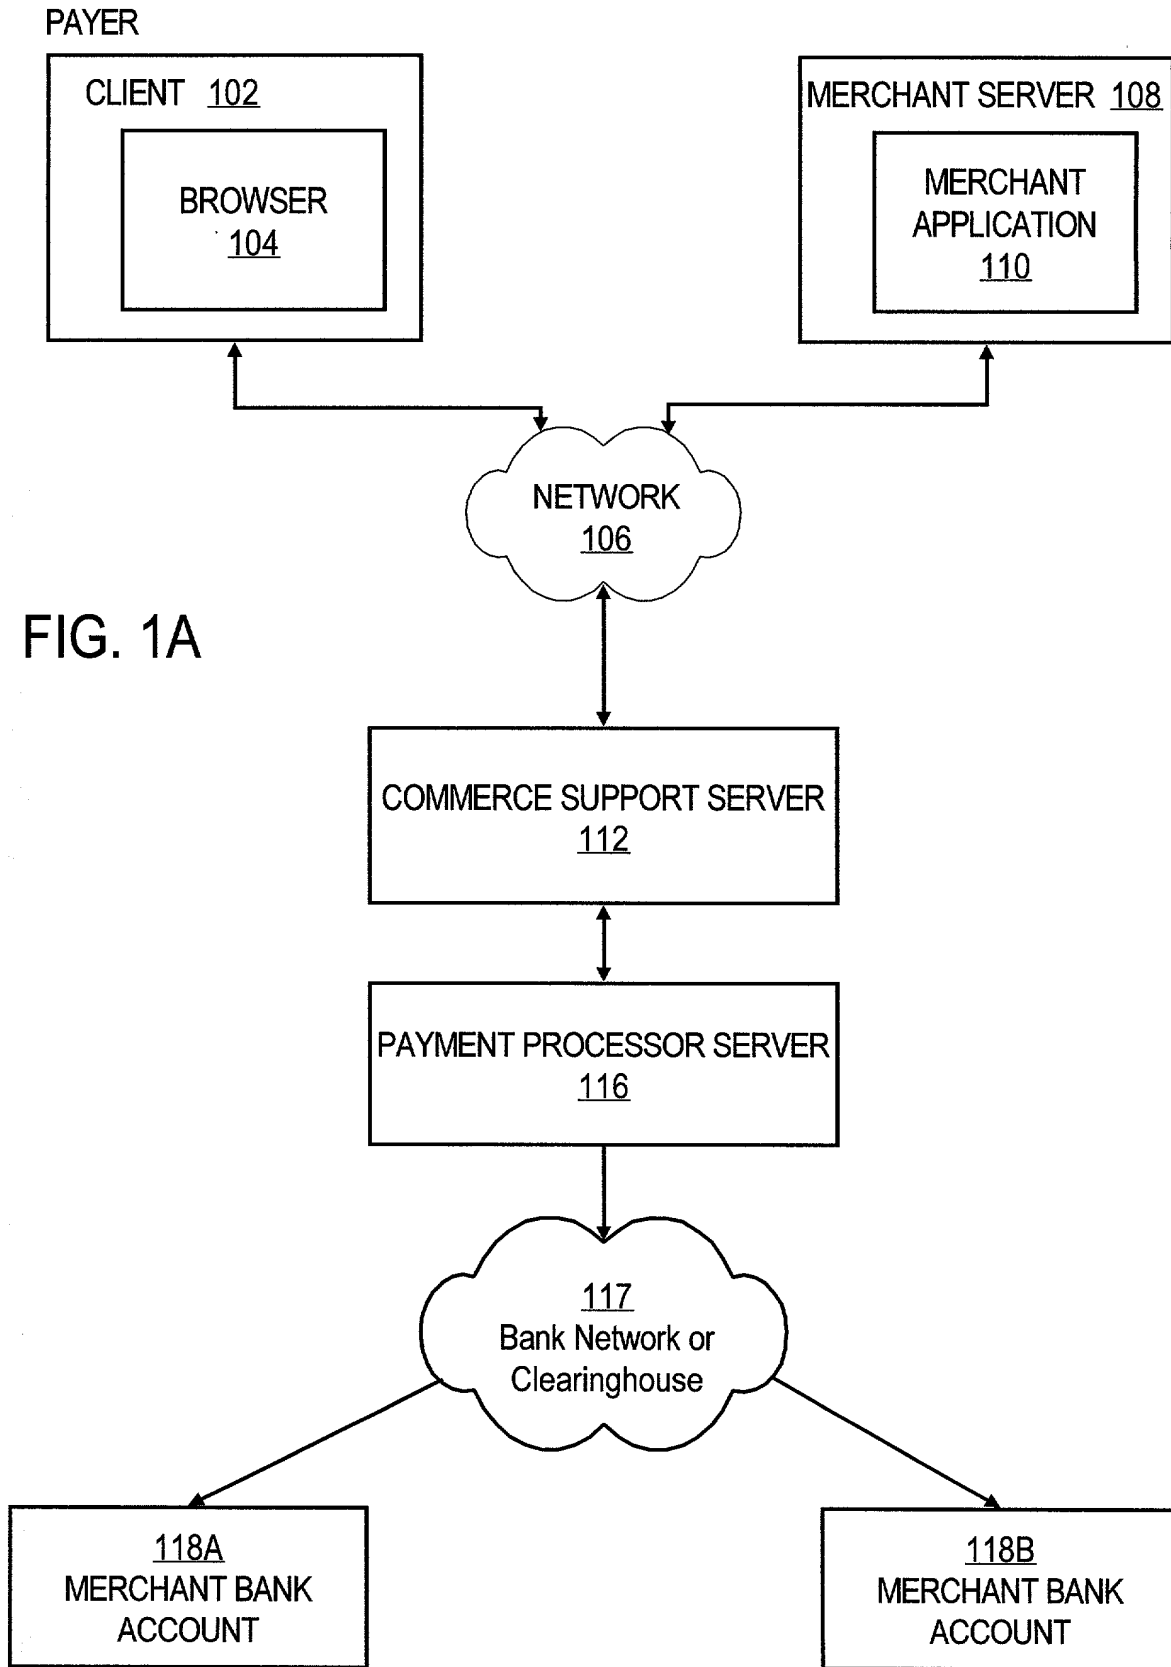 PAYER
CLIENT 102
BROWSER
104
MERCHANT SERVER 108
MERCHANT
APPLICATION
110
NETWORK
106
FIG. 1A
COMMERCE SUPPORT SERVER
112
PAYMENT PROCESSOR SERVER
116
117
Bank Network or
Clearinghouse
118A
MERCHANT BANK
ACCOUNT
118B
MERCHANT BANK
ACCOUNT